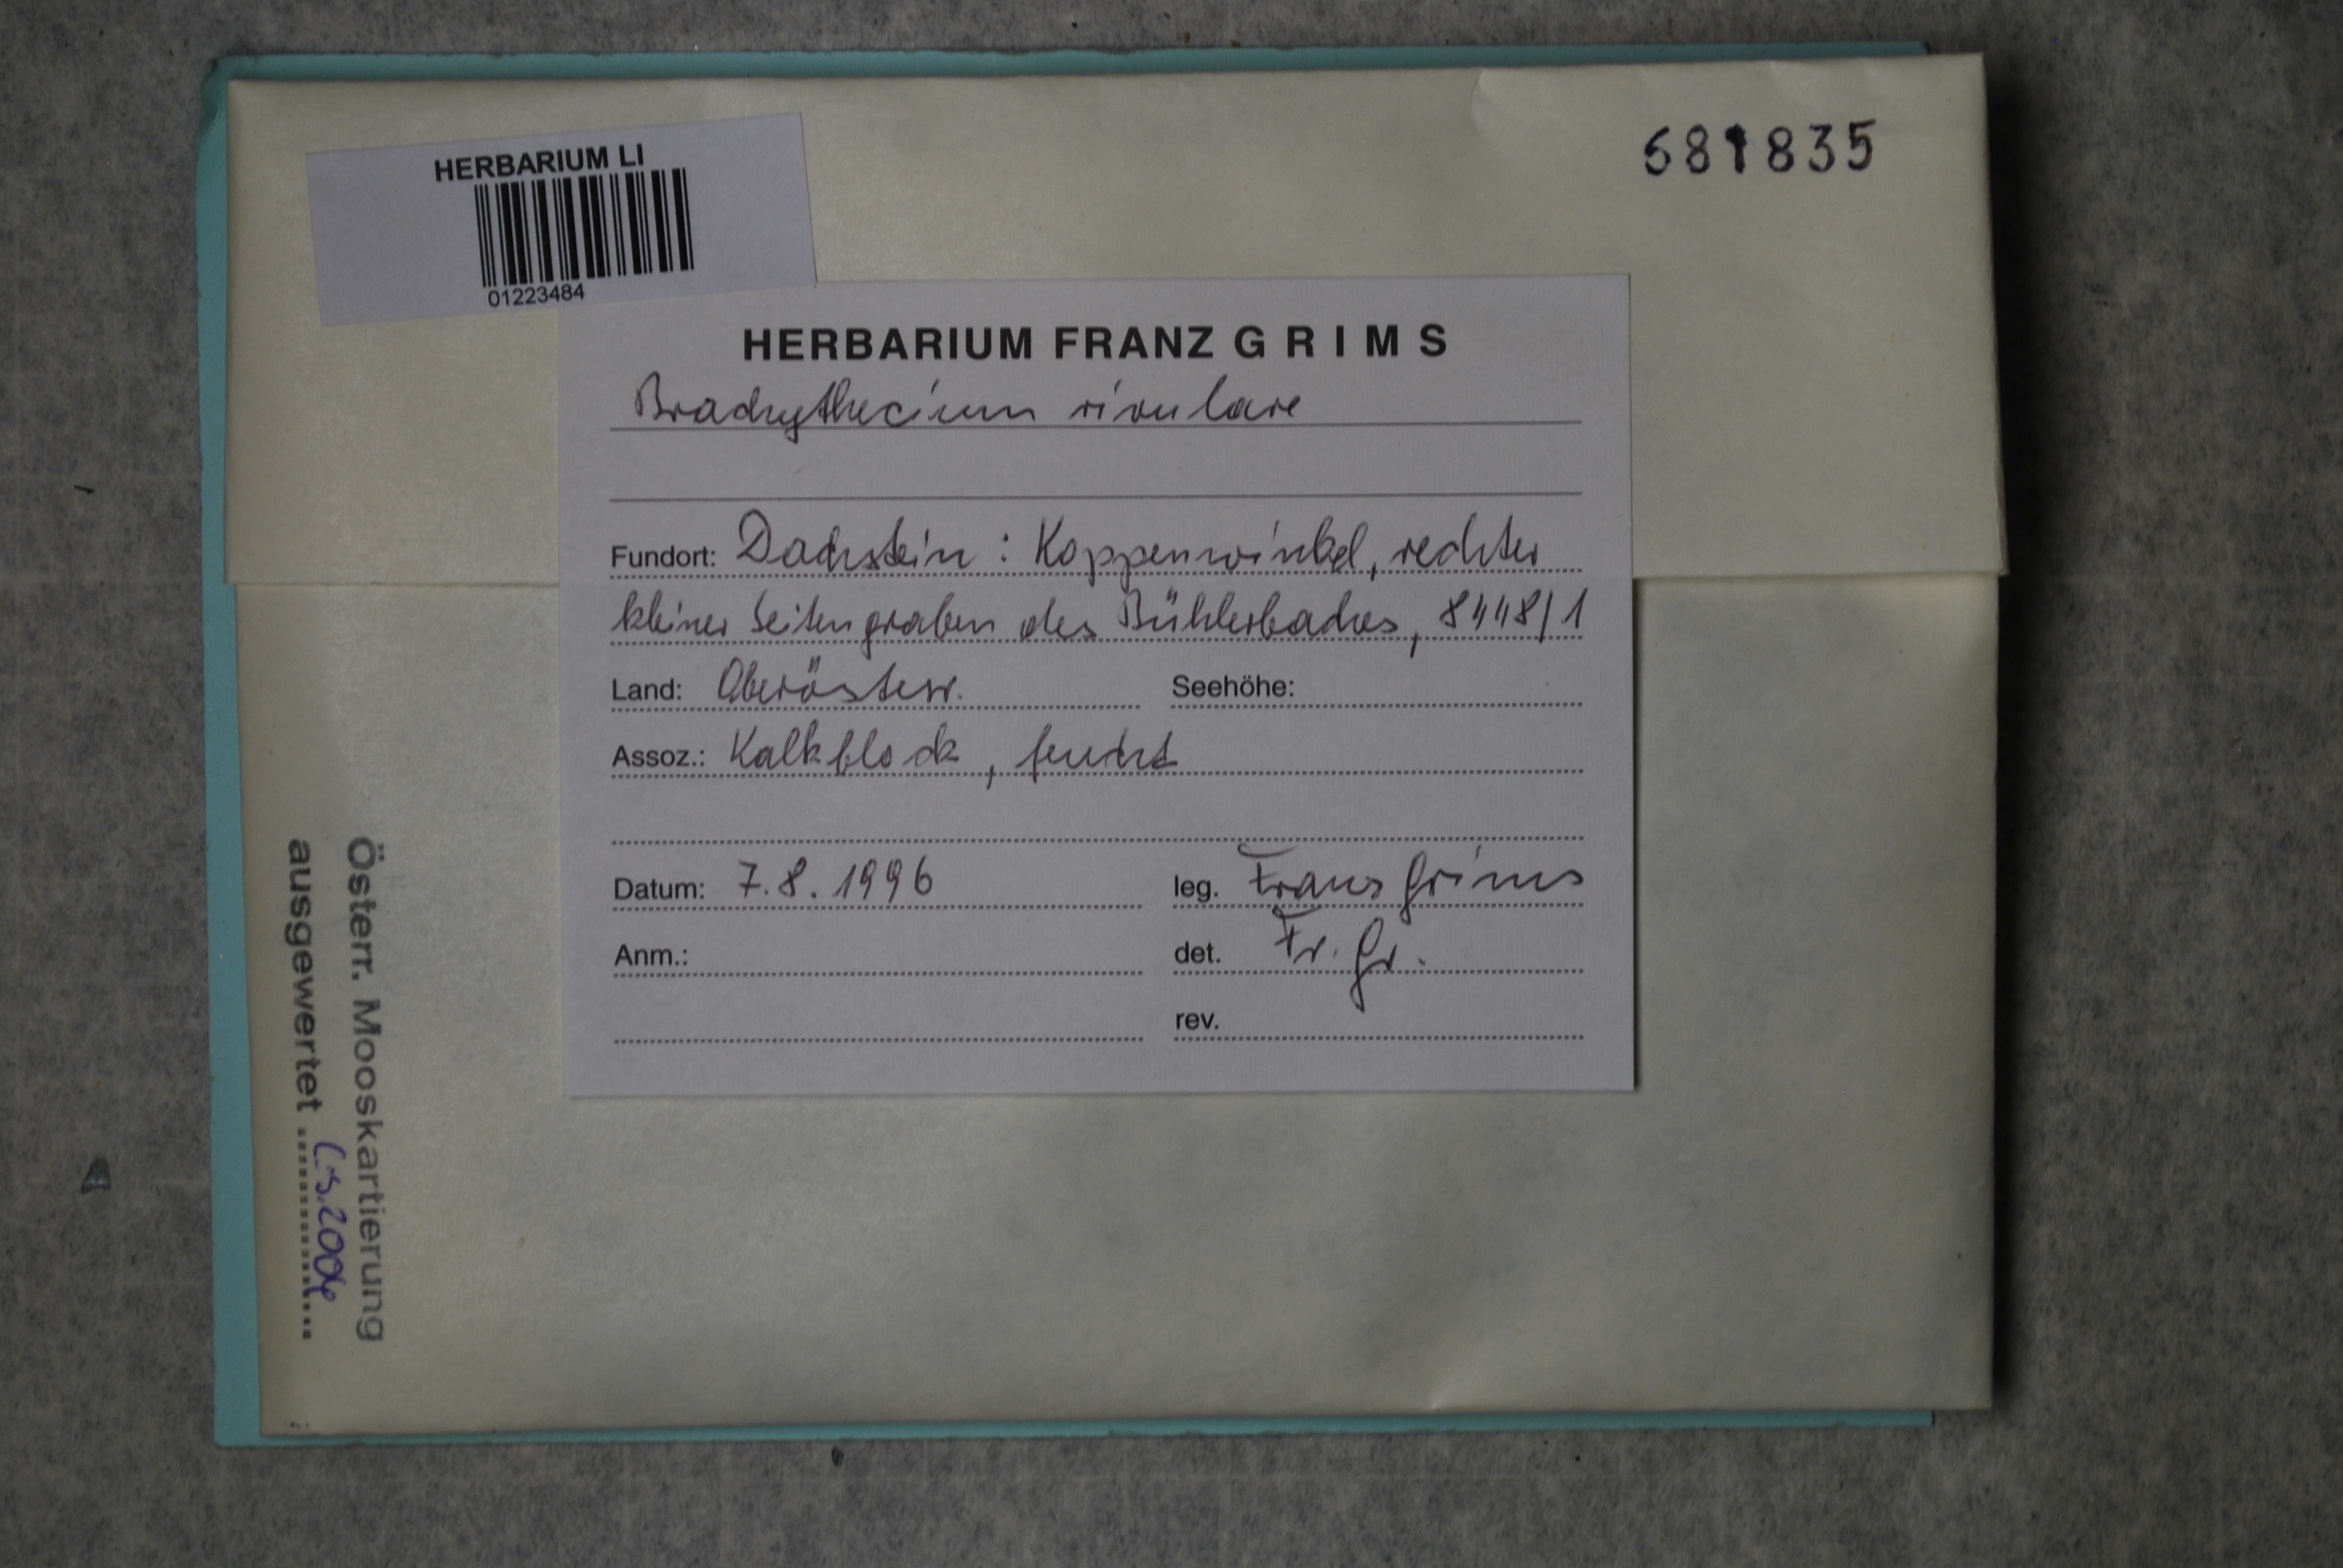 HERBARIUM LI
01223484
681835
HERBARIUM FRANZ GRIMS
Brachythecium rivulare
Fundort: Dachstein : Koppenwinkel, rechter
kleiner Seitengraben des Bühlerbaches, 8448/1
Land: Oberösterr. Seehöhe:
Assoz.: Kalkblock, feucht
Datum: 7.8.1996 leg. Franz Grims
Anm.: det. Fr. Gr.
rev.
Österr. Mooskartierung
ausgewertet